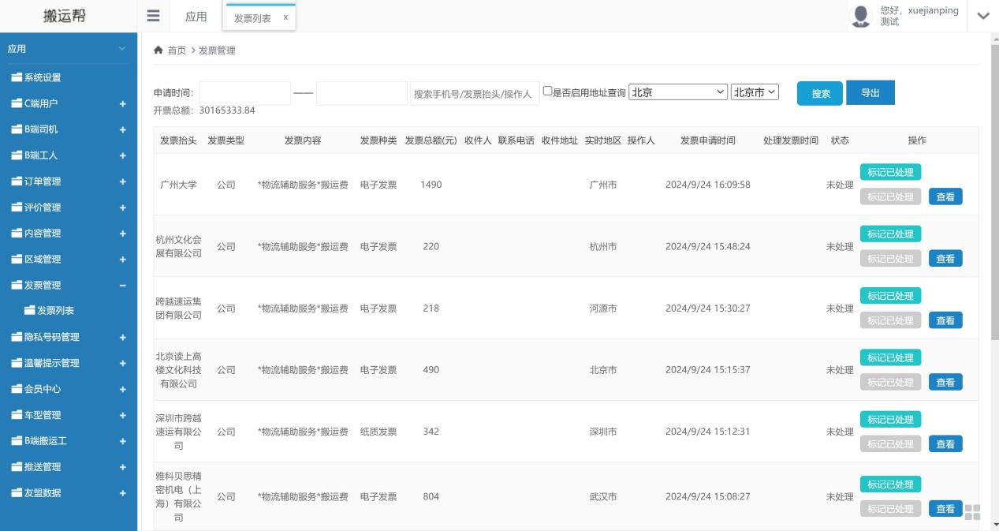 搬运帮
应用
发票列表 x
您好，xuejianping
测试
应用
系统设置
C端用户 +
B端司机 +
B端工人 +
订单管理 +
评价管理 +
内容管理 +
区域管理 +
发票管理 −
发票列表
隐私号码管理 +
温馨提示管理 +
会员中心 +
车型管理 +
B端搬运工 +
推送管理 +
友盟数据 +
首页 > 发票管理
申请时间： —— 搜索手机号/发票抬头/操作人 是否启用地址查询 北京 北京市 搜索 导出
开票总额：30165333.84
发票抬头 发票类型 发票内容 发票种类 发票总额(元) 收件人 联系电话 收件地址 实时地区 操作人 发票申请时间 处理发票时间 状态 操作
广州大学 公司 *物流辅助服务*搬运费 电子发票 1490 广州市 2024/9/24 16:09:58 未处理
标记已处理
标记已处理 查看
杭州文化会
展有限公司
公司 *物流辅助服务*搬运费 电子发票 220 杭州市 2024/9/24 15:48:24 未处理
标记已处理
标记已处理 查看
跨越速运集
团有限公司
公司 *物流辅助服务*搬运费 电子发票 218 河源市 2024/9/24 15:30:27 未处理
标记已处理
标记已处理 查看
北京读上高
楼文化科技
有限公司
公司 *物流辅助服务*搬运费 电子发票 490 北京市 2024/9/24 15:15:37 未处理
标记已处理
标记已处理 查看
深圳市跨越
速运有限公
司
公司 *物流辅助服务*搬运费 纸质发票 342 深圳市 2024/9/24 15:12:31 未处理
标记已处理
标记已处理 查看
雅科贝思精
密机电（上
海）有限公
司
公司 *物流辅助服务*搬运费 电子发票 804 武汉市 2024/9/24 15:08:27 未处理
标记已处理
标记已处理 查看